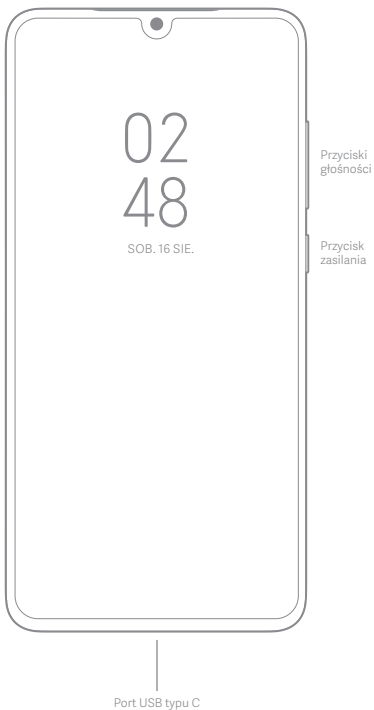 02
48
SOB. 16 SIE.
Przyciski
głośności
Przycisk
zasilania
Port USB typu C